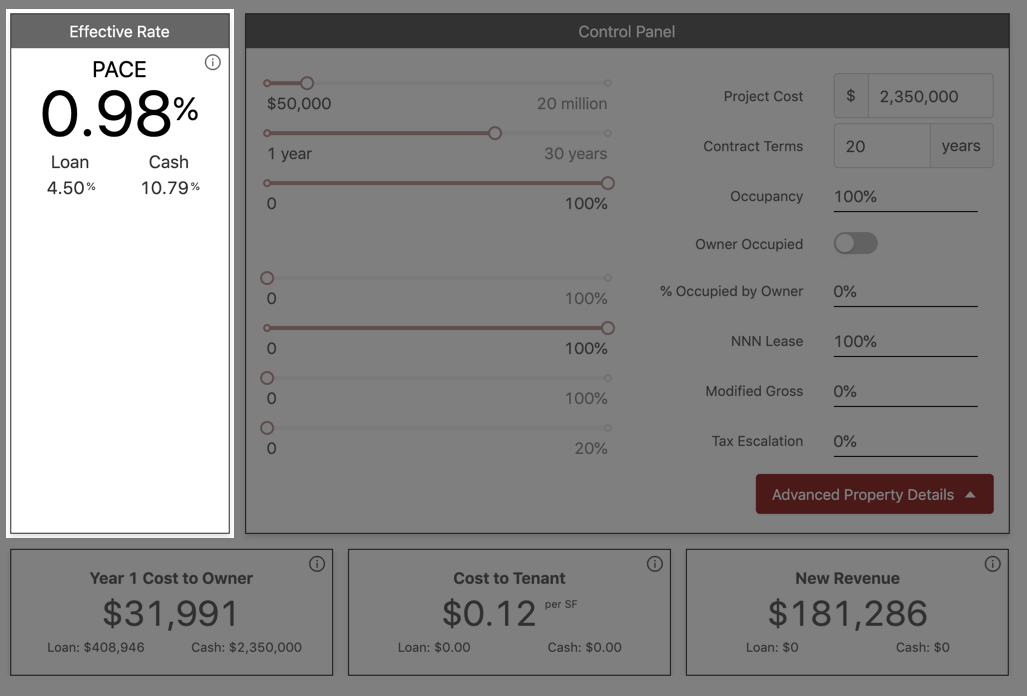 Effective Rate
PACE
0.98%
Loan Cash
4.50% 10.79%
Control Panel
$50,000 20 million
Project Cost $ 2,350,000
1 year 30 years
Contract Terms 20 years
0 100%
Occupancy 100%
Owner Occupied
0 100%
% Occupied by Owner 0%
0 100%
NNN Lease 100%
0 100%
Modified Gross 0%
0 20%
Tax Escalation 0%
Advanced Property Details
Year 1 Cost to Owner
$31,991
Loan: $408,946 Cash: $2,350,000
Cost to Tenant
$0.12 per SF
Loan: $0.00 Cash: $0.00
New Revenue
$181,286
Loan: $0 Cash: $0